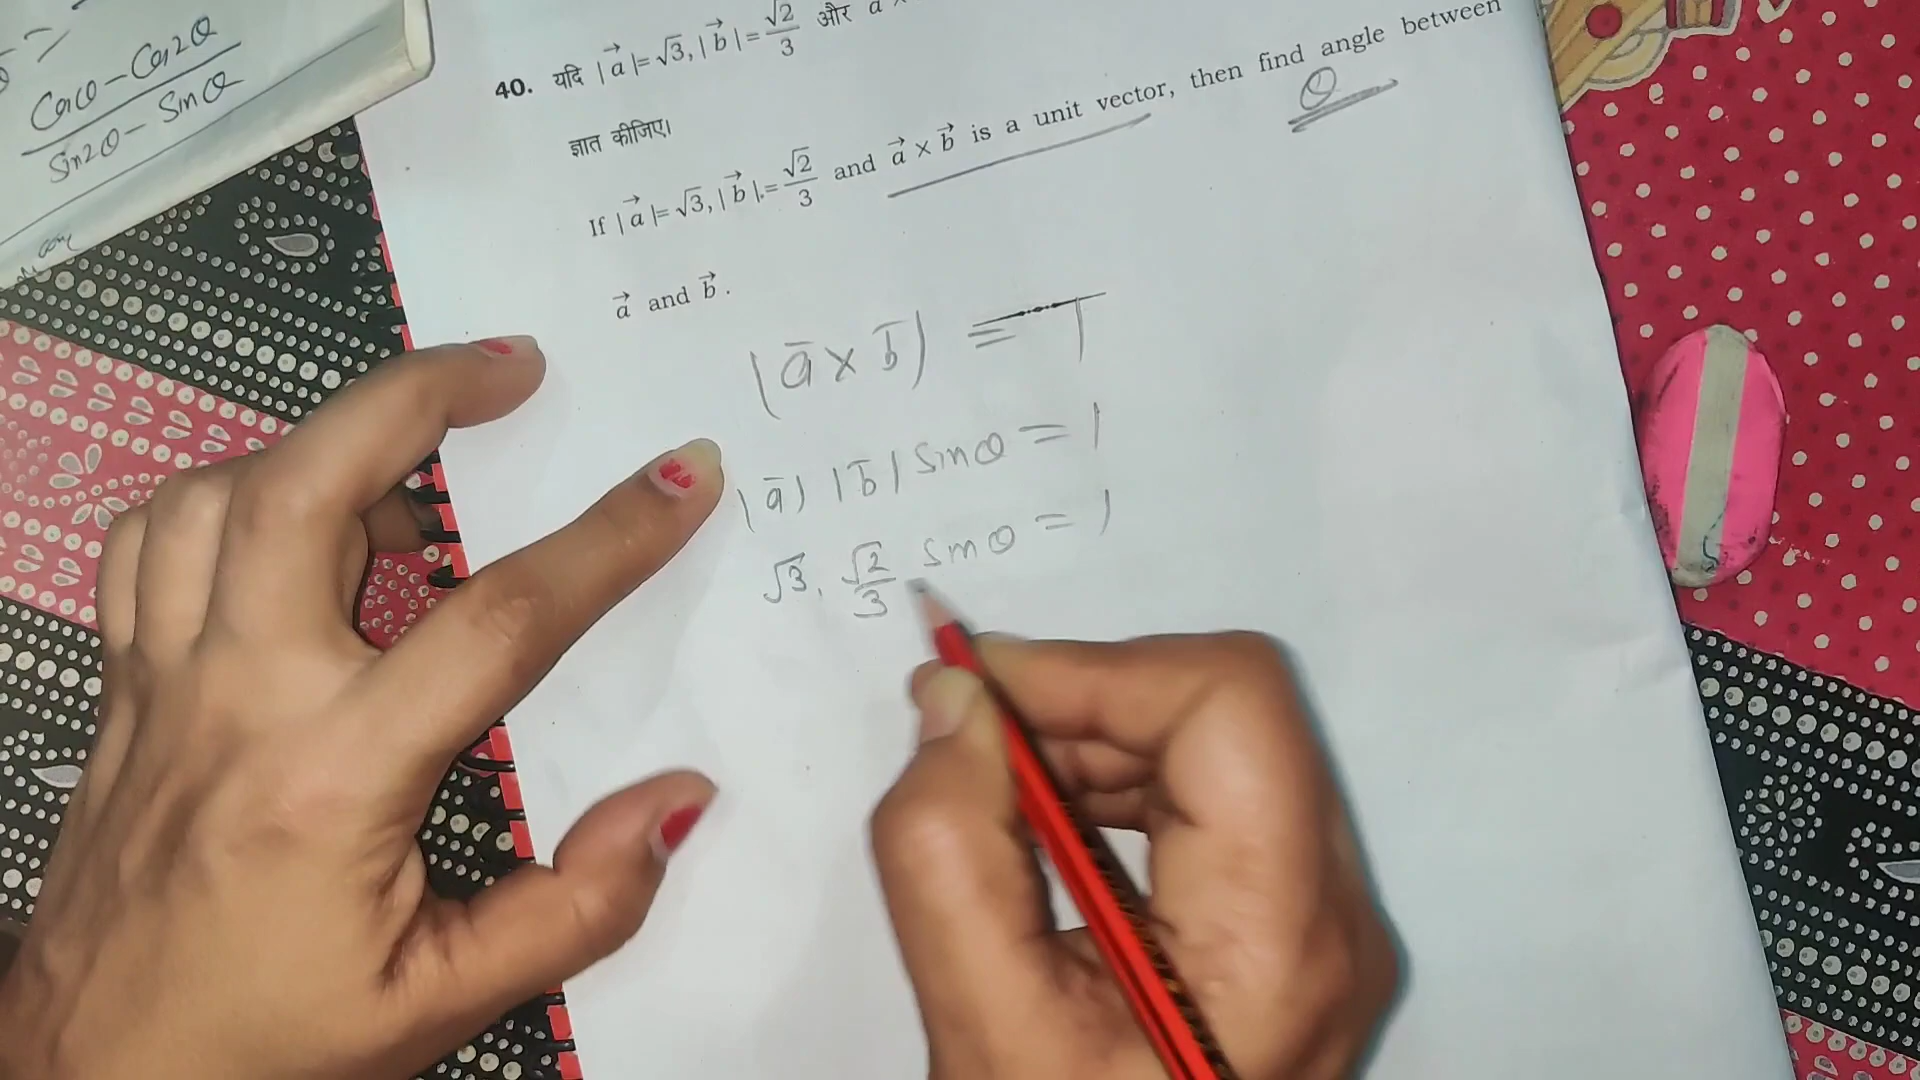 Cosθ - Cos2θ
Sin2θ - Sinθ
40. यदि |a⃗|=√3, |b⃗|=√2/3 और a⃗ ×
ज्ञात कीजिए।
If |a⃗|=√3, |b⃗|.=√2/3 and a⃗ × b⃗ is a unit vector, then find angle between
θ
a⃗ and b⃗.
|a̅ × b̅| = 1
|a̅| |b̅| Sinθ = 1
√3 . √2/3 Sinθ = 1